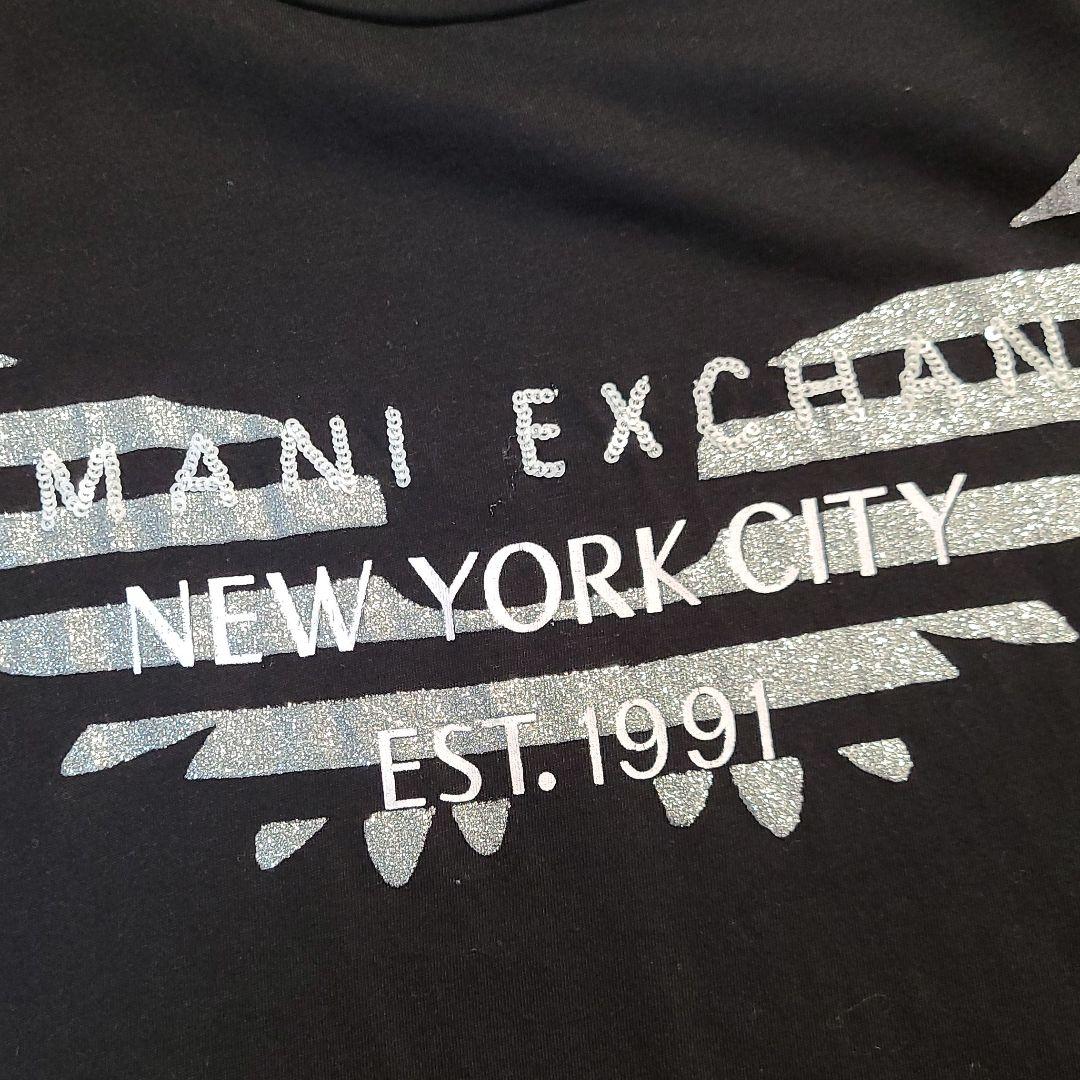 MANI EXCHAN
NEW YORK CITY
EST. 1991